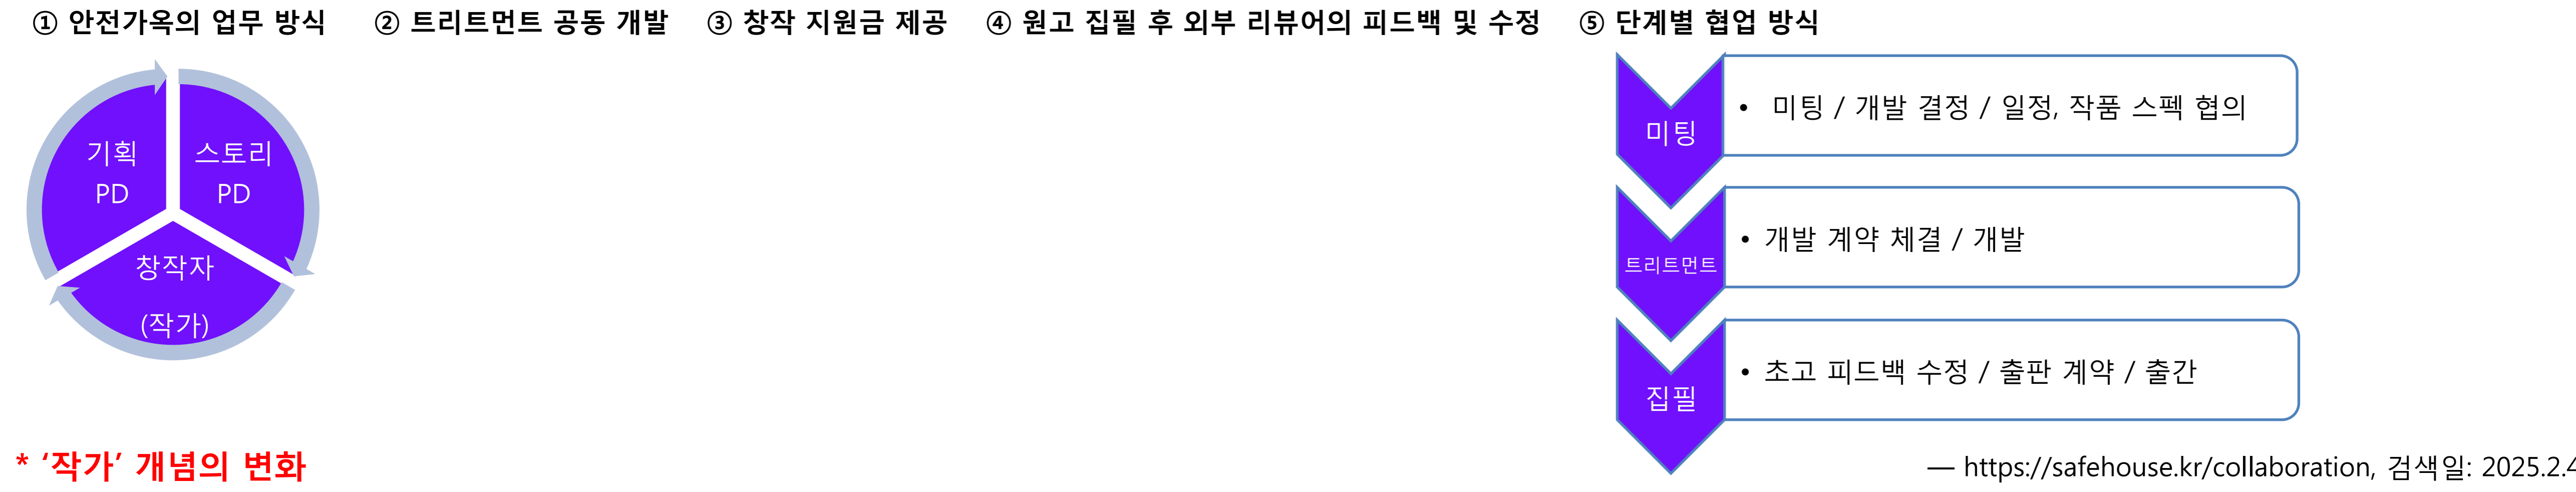 ① 안전가옥의 업무 방식 ② 트리트먼트 공동 개발 ③ 창작 지원금 제공 ④ 원고 집필 후 외부 리뷰어의 피드백 및 수정 ⑤ 단계별 협업 방식
기획
PD
스토리
PD
창작자
(작가)
미팅
• 미팅 / 개발 결정 / 일정, 작품 스펙 협의
트리트먼트
• 개발 계약 체결 / 개발
집필
• 초고 피드백 수정 / 출판 계약 / 출간
* ‘작가’ 개념의 변화
― https://safehouse.kr/collaboration, 검색일: 2025.2.4